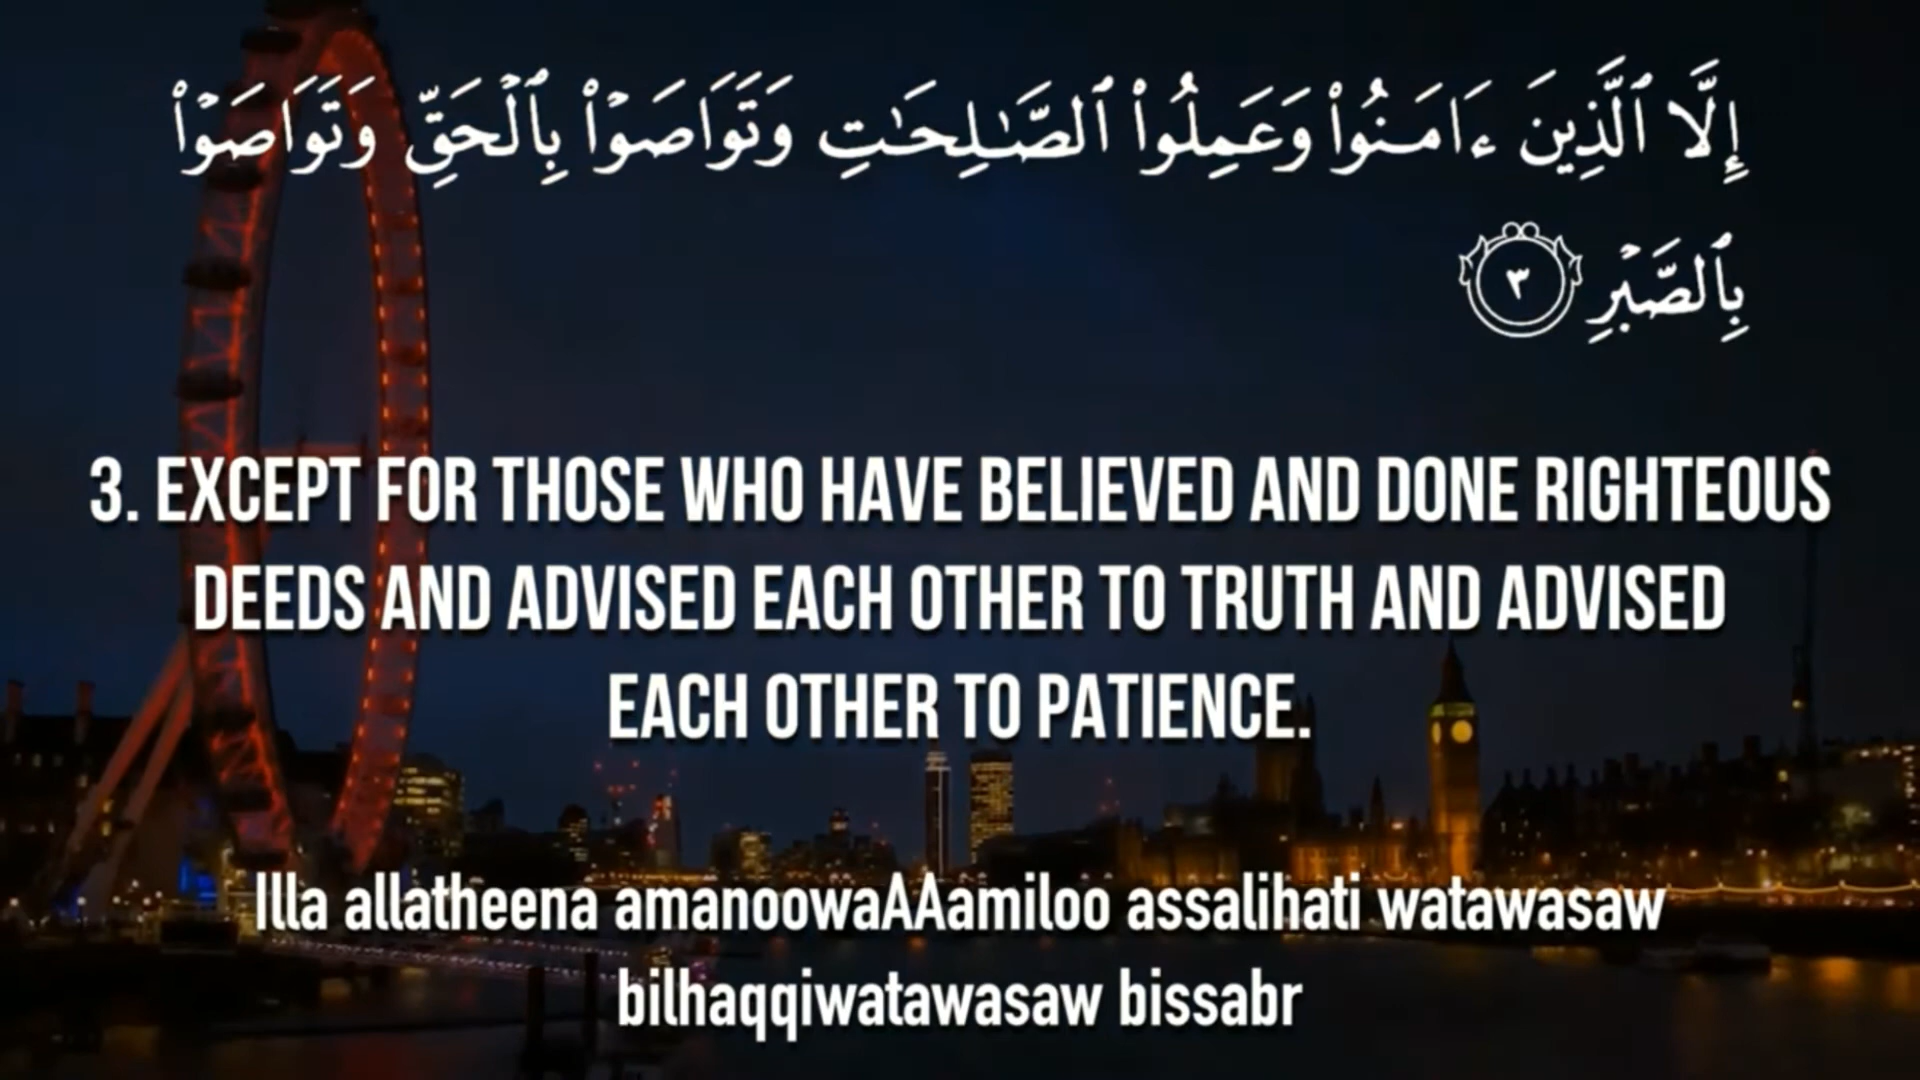 إِلَّا ٱلَّذِينَ ءَامَنُوا۟ وَعَمِلُوا۟ ٱلصَّـٰلِحَـٰتِ وَتَوَاصَوْا۟ بِٱلْحَقِّ وَتَوَاصَوْا۟
بِٱلصَّبْرِ ٣
3. EXCEPT FOR THOSE WHO HAVE BELIEVED AND DONE RIGHTEOUS
DEEDS AND ADVISED EACH OTHER TO TRUTH AND ADVISED
EACH OTHER TO PATIENCE.
Illa allatheena amanoowaAAamiloo assalihati watawasaw
bilhaqqiwatawasaw bissabr